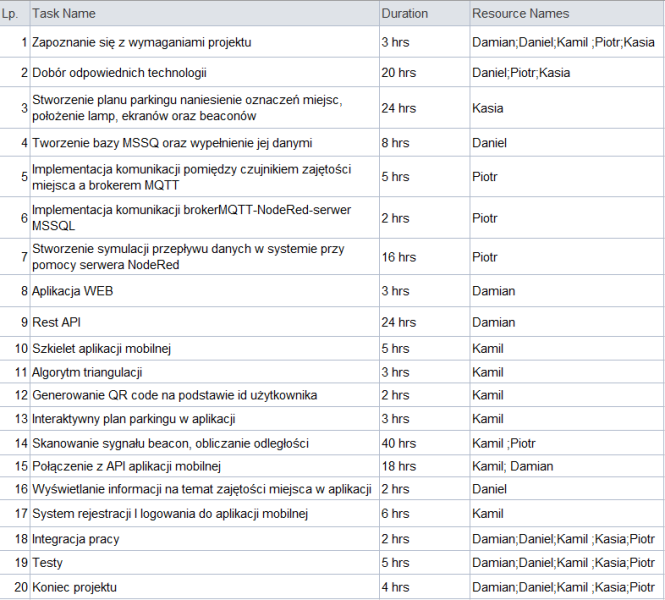 Lp. Task Name Duration Resource Names
1 Zapoznanie się z wymaganiami projektu 3 hrs Damian;Daniel;Kamil ;Piotr;Kasia
2 Dobór odpowiednich technologii 20 hrs Daniel;Piotr;Kasia
3 Stworzenie planu parkingu naniesienie oznaczeń miejsc,
położenie lamp, ekranów oraz beaconów 24 hrs Kasia
4 Tworzenie bazy MSSQ oraz wypełnienie jej danymi 8 hrs Daniel
5 Implementacja komunikacji pomiędzy czujnikiem zajętości
miejsca a brokerem MQTT 5 hrs Piotr
6 Implementacja komunikacji brokerMQTT-NodeRed-serwer
MSSQL 2 hrs Piotr
7 Stworzenie symulacji przepływu danych w systemie przy
pomocy serwera NodeRed 16 hrs Piotr
8 Aplikacja WEB 3 hrs Damian
9 Rest API 24 hrs Damian
10 Szkielet aplikacji mobilnej 5 hrs Kamil
11 Algorytm triangulacji 3 hrs Kamil
12 Generowanie QR code na podstawie id użytkownika 2 hrs Kamil
13 Interaktywny plan parkingu w aplikacji 3 hrs Kamil
14 Skanowanie sygnału beacon, obliczanie odległości 40 hrs Kamil ;Piotr
15 Połączenie z API aplikacji mobilnej 18 hrs Kamil; Damian
16 Wyświetlanie informacji na temat zajętości miejsca w aplikacji 2 hrs Daniel
17 System rejestracji I logowania do aplikacji mobilnej 6 hrs Kamil
18 Integracja pracy 2 hrs Damian;Daniel;Kamil ;Kasia;Piotr
19 Testy 5 hrs Damian;Daniel;Kamil ;Kasia;Piotr
20 Koniec projektu 4 hrs Damian;Daniel;Kamil ;Kasia;Piotr